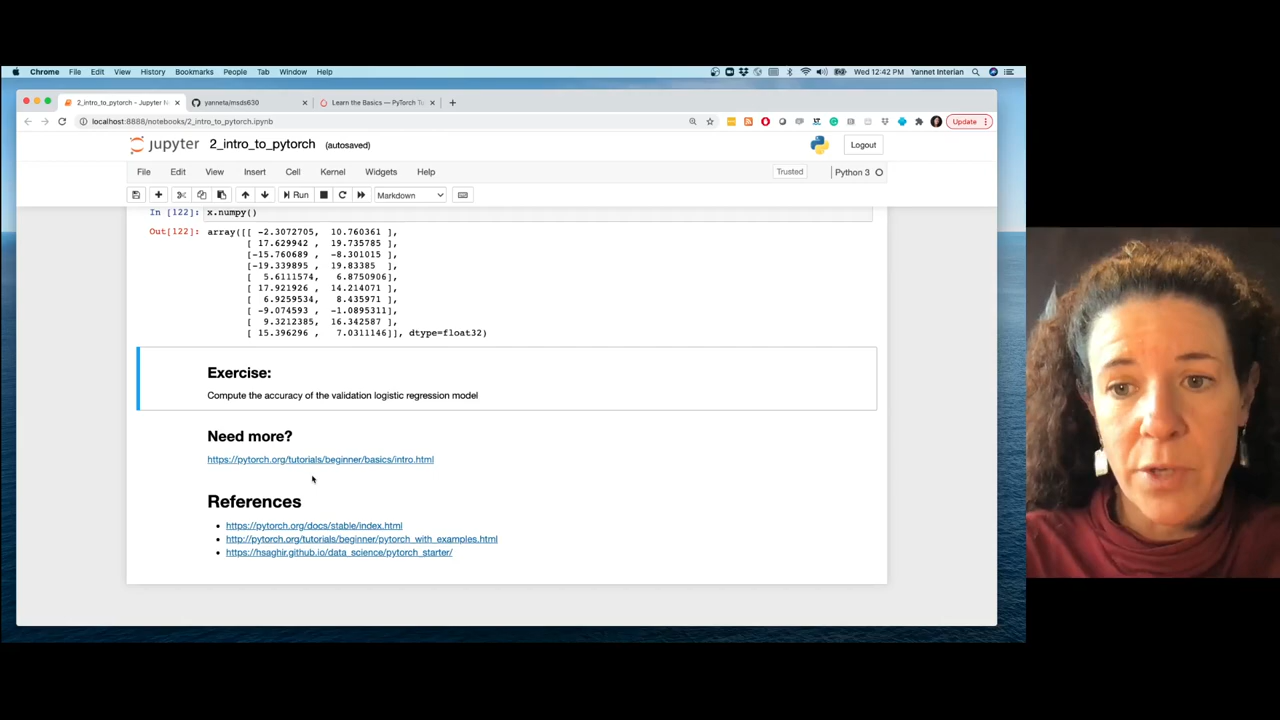 Chrome File Edit View History Bookmarks People Tab Window Help Wed 12:42 PM Yannet Interian
2_intro_to_pytorch - Jupyter N yanneta/msds630 Learn the Basics — PyTorch Tu
localhost:8888/notebooks/2_intro_to_pytorch.ipynb Update
jupyter 2_intro_to_pytorch (autosaved) Logout
File Edit View Insert Cell Kernel Widgets Help Trusted Python 3
Run Markdown
In [122]: x.numpy()
Out[122]: array([[ -2.3072705, 10.760361 ],
[ 17.629942 , 19.735785 ],
[-15.760689 , -8.301015 ],
[-19.339895 , 19.83385 ],
[ 5.6111574, 6.8750906],
[ 17.921926 , 14.214071 ],
[ 6.9259534, 8.435971 ],
[ -9.074593 , -1.0895311],
[ 9.3212385, 16.342587 ],
[ 15.396296 , 7.0311146]], dtype=float32)
Exercise:
Compute the accuracy of the validation logistic regression model
Need more?
https://pytorch.org/tutorials/beginner/basics/intro.html
References
https://pytorch.org/docs/stable/index.html
http://pytorch.org/tutorials/beginner/pytorch_with_examples.html
https://hsaghir.github.io/data_science/pytorch_starter/